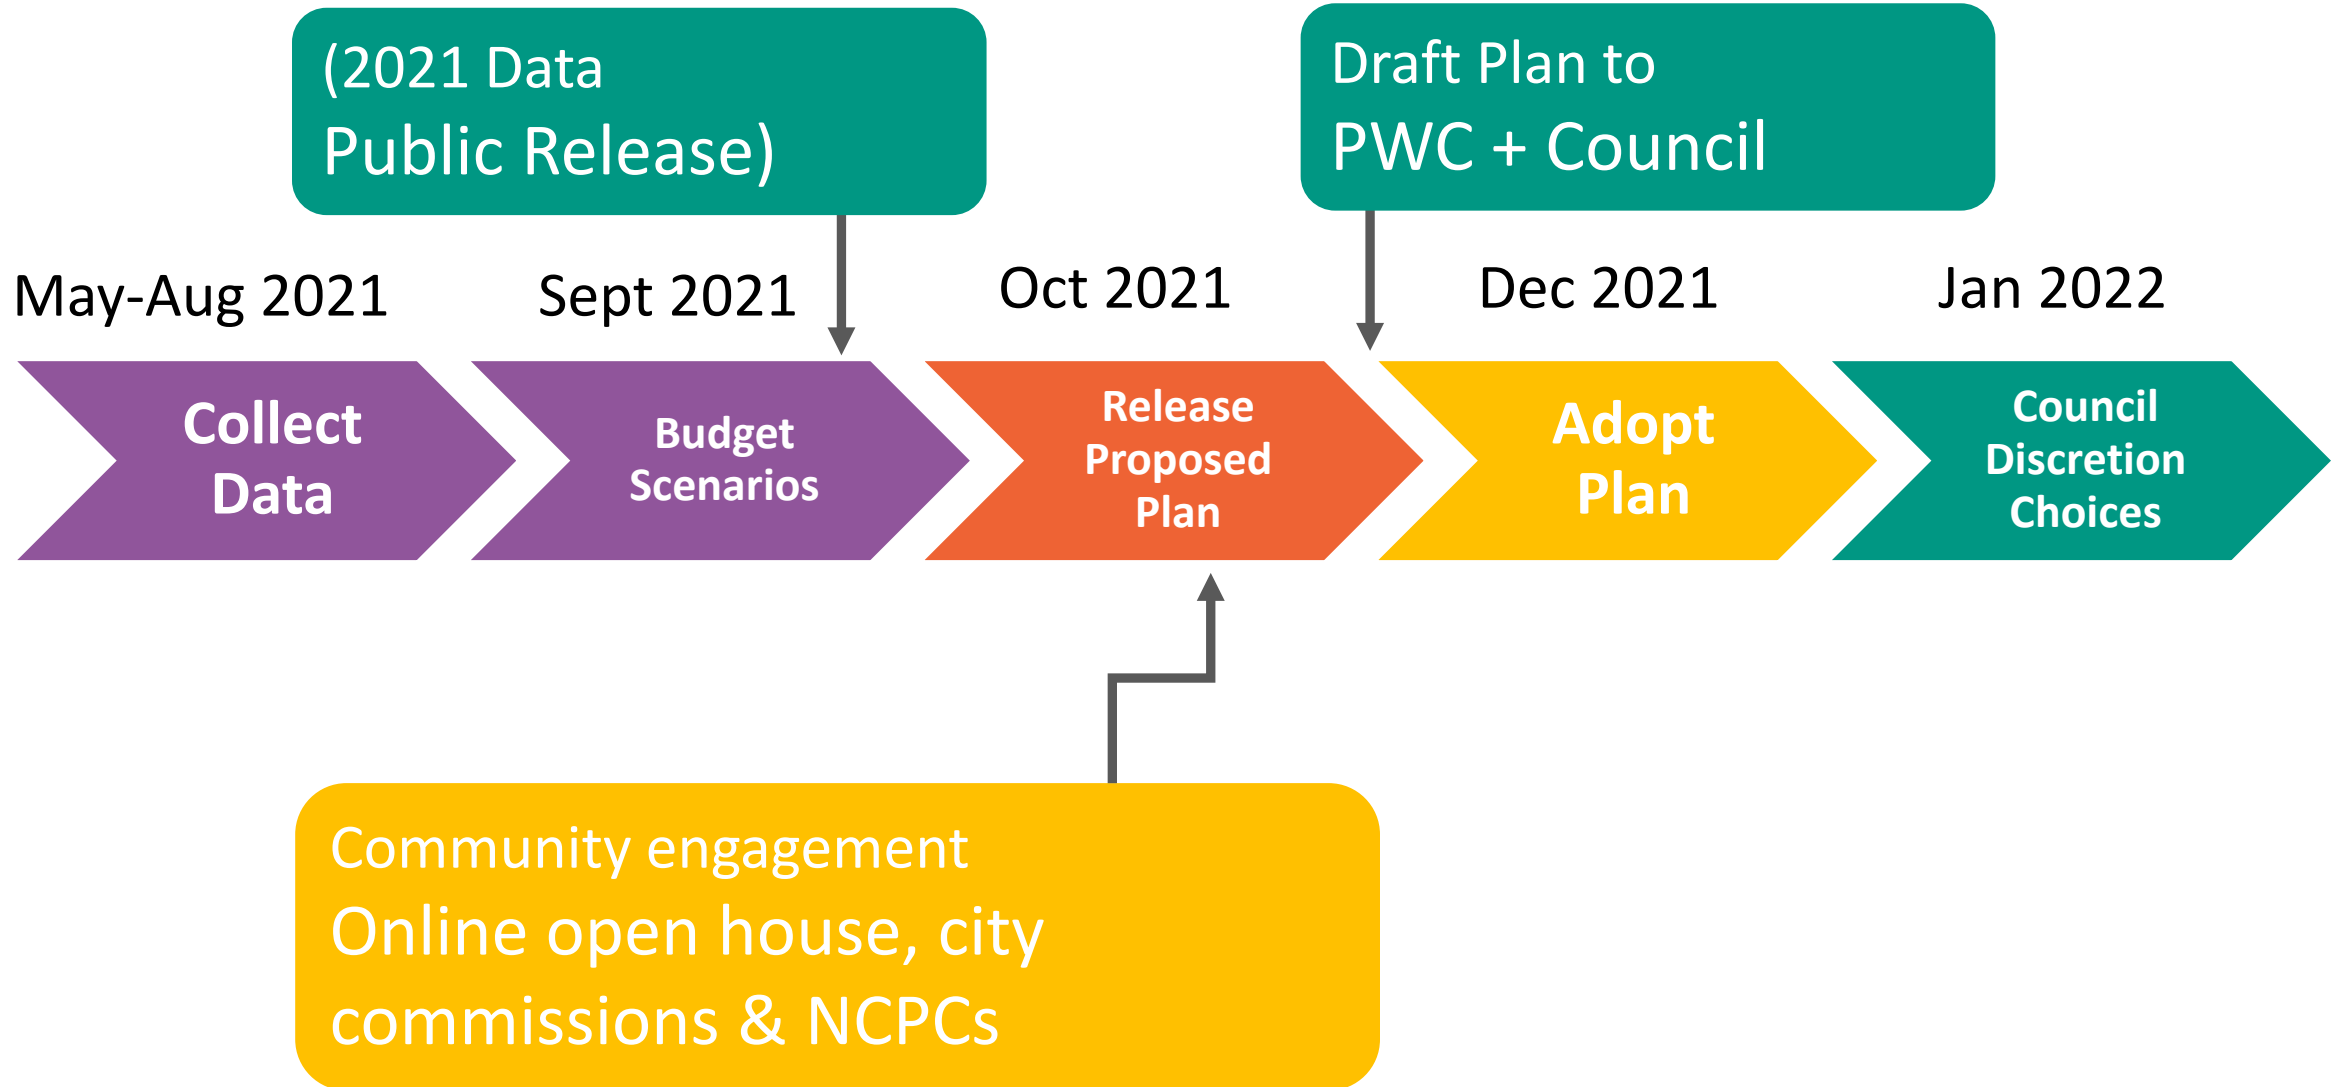 (2021 Data
Public Release)
Draft Plan to
PWC + Council
May-Aug 2021
Sept 2021
Oct 2021
Dec 2021
Jan 2022
Collect
Data
Budget
Scenarios
Release
Proposed
Plan
Adopt
Plan
Council
Discretion
Choices
Community engagement
Online open house, city
commissions & NCPCs